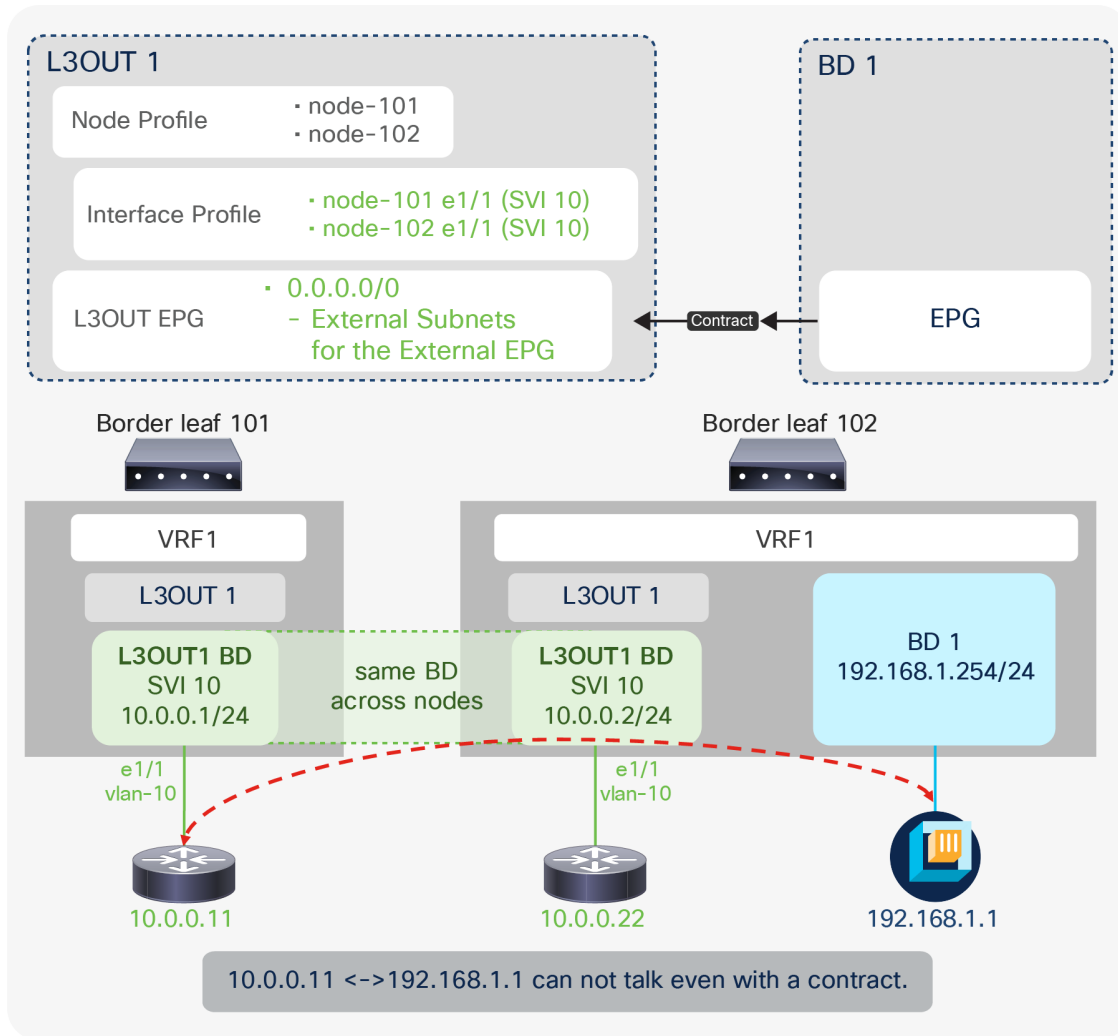 L3OUT 1
Node Profile
▪ node-101
▪ node-102
Interface Profile
▪ node-101 e1/1 (SVI 10)
▪ node-102 e1/1 (SVI 10)
L3OUT EPG
▪ 0.0.0.0/0
– External Subnets
for the External EPG
Contract
BD 1
EPG
Border leaf 101
Border leaf 102
VRF1
L3OUT 1
L3OUT1 BD
SVI 10
10.0.0.1/24
same BD
across nodes
VRF1
L3OUT 1
L3OUT1 BD
SVI 10
10.0.0.2/24
BD 1
192.168.1.254/24
e1/1
vlan-10
e1/1
vlan-10
10.0.0.11
10.0.0.22
192.168.1.1
10.0.0.11 <->192.168.1.1 can not talk even with a contract.